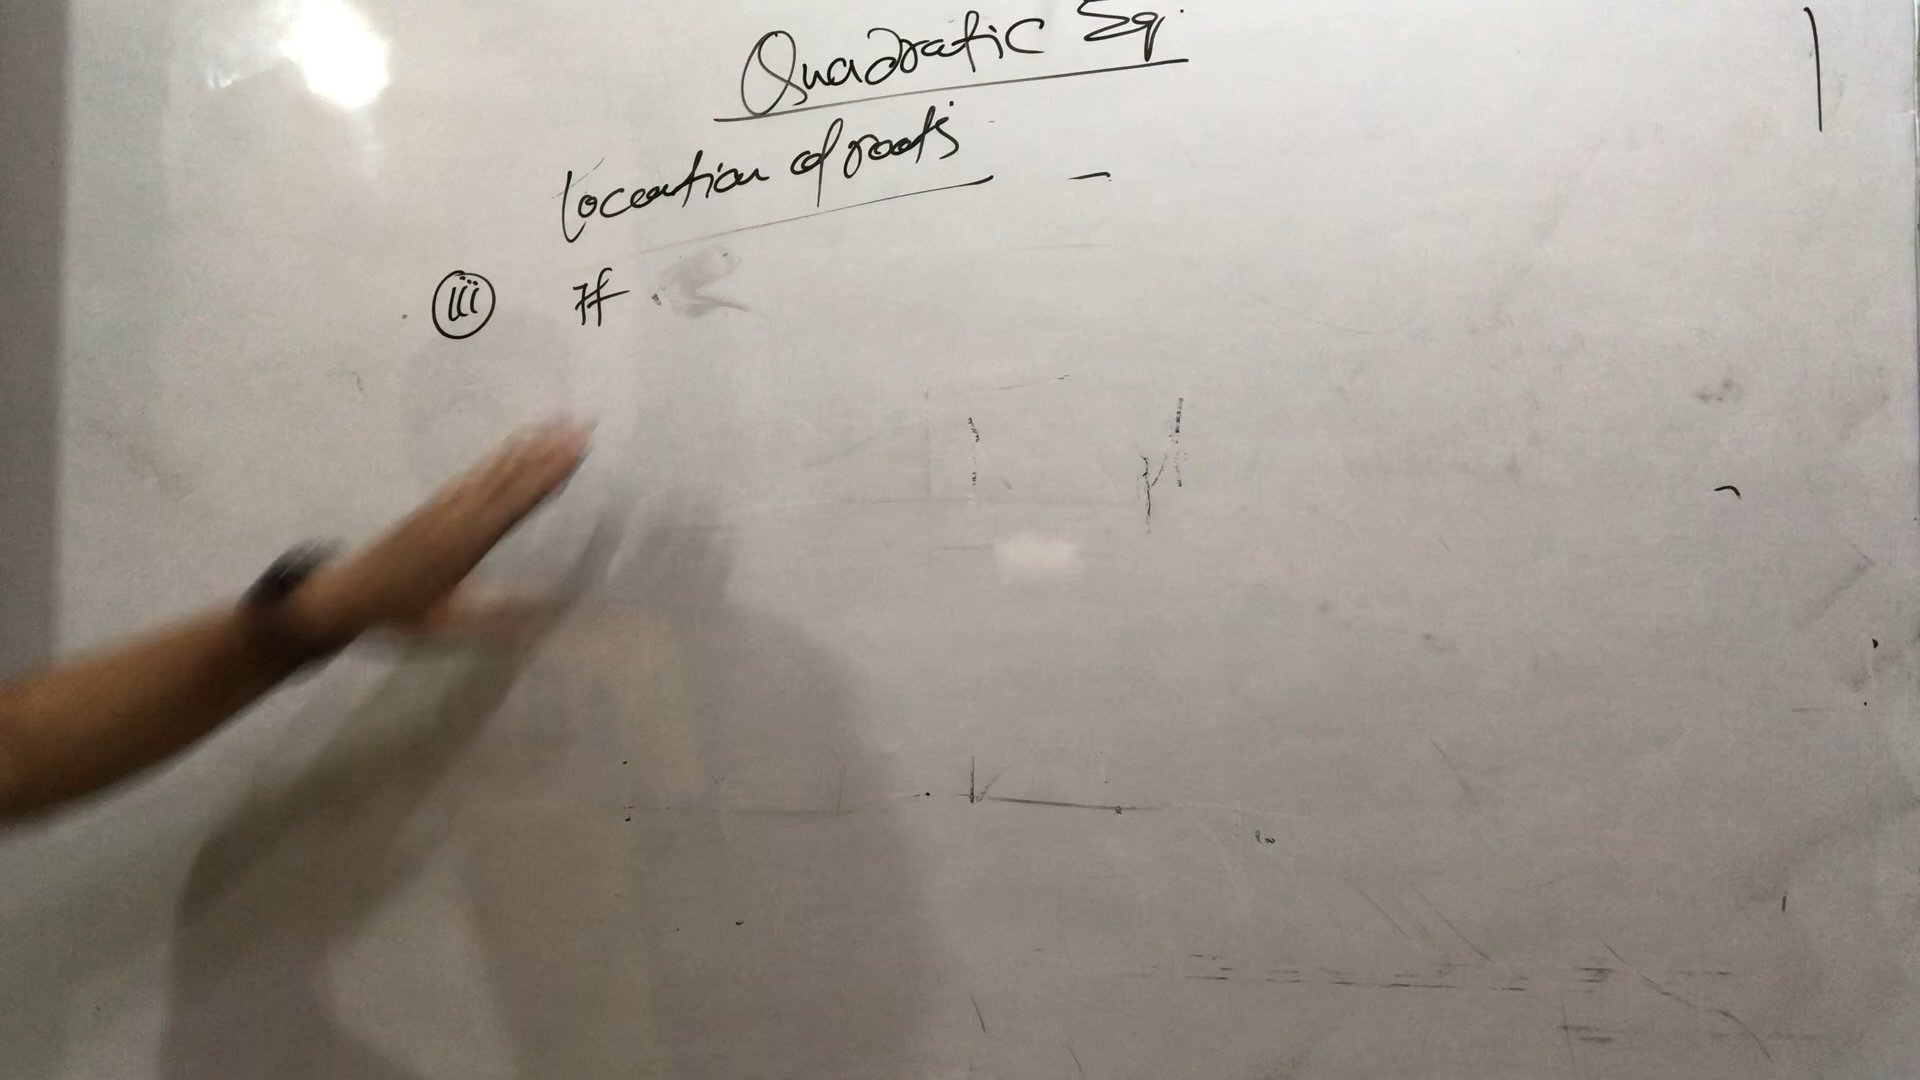 Quadratic Eq.
Location of roots -
(iii) If